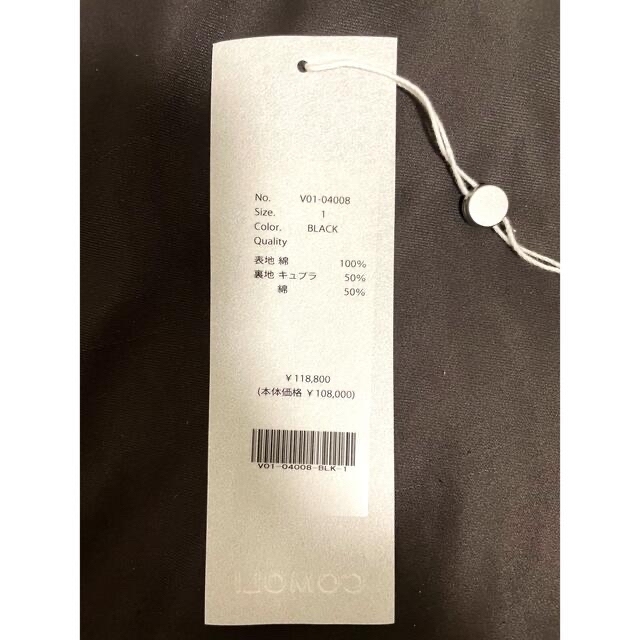 No. V01-04008
Size. 1
Color. BLACK
Quality
表地 綿 100%
裏地 キュプラ 50%
綿 50%
¥118,800
(本体価格 ¥108,000)
V01-04008-BLK-1
COMOLI